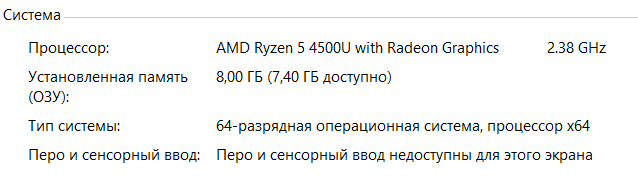 Система
Процессор: AMD Ryzen 5 4500U with Radeon Graphics 2.38 GHz
Установленная память 8,00 ГБ (7,40 ГБ доступно)
(ОЗУ):
Тип системы: 64-разрядная операционная система, процессор x64
Перо и сенсорный ввод: Перо и сенсорный ввод недоступны для этого экрана